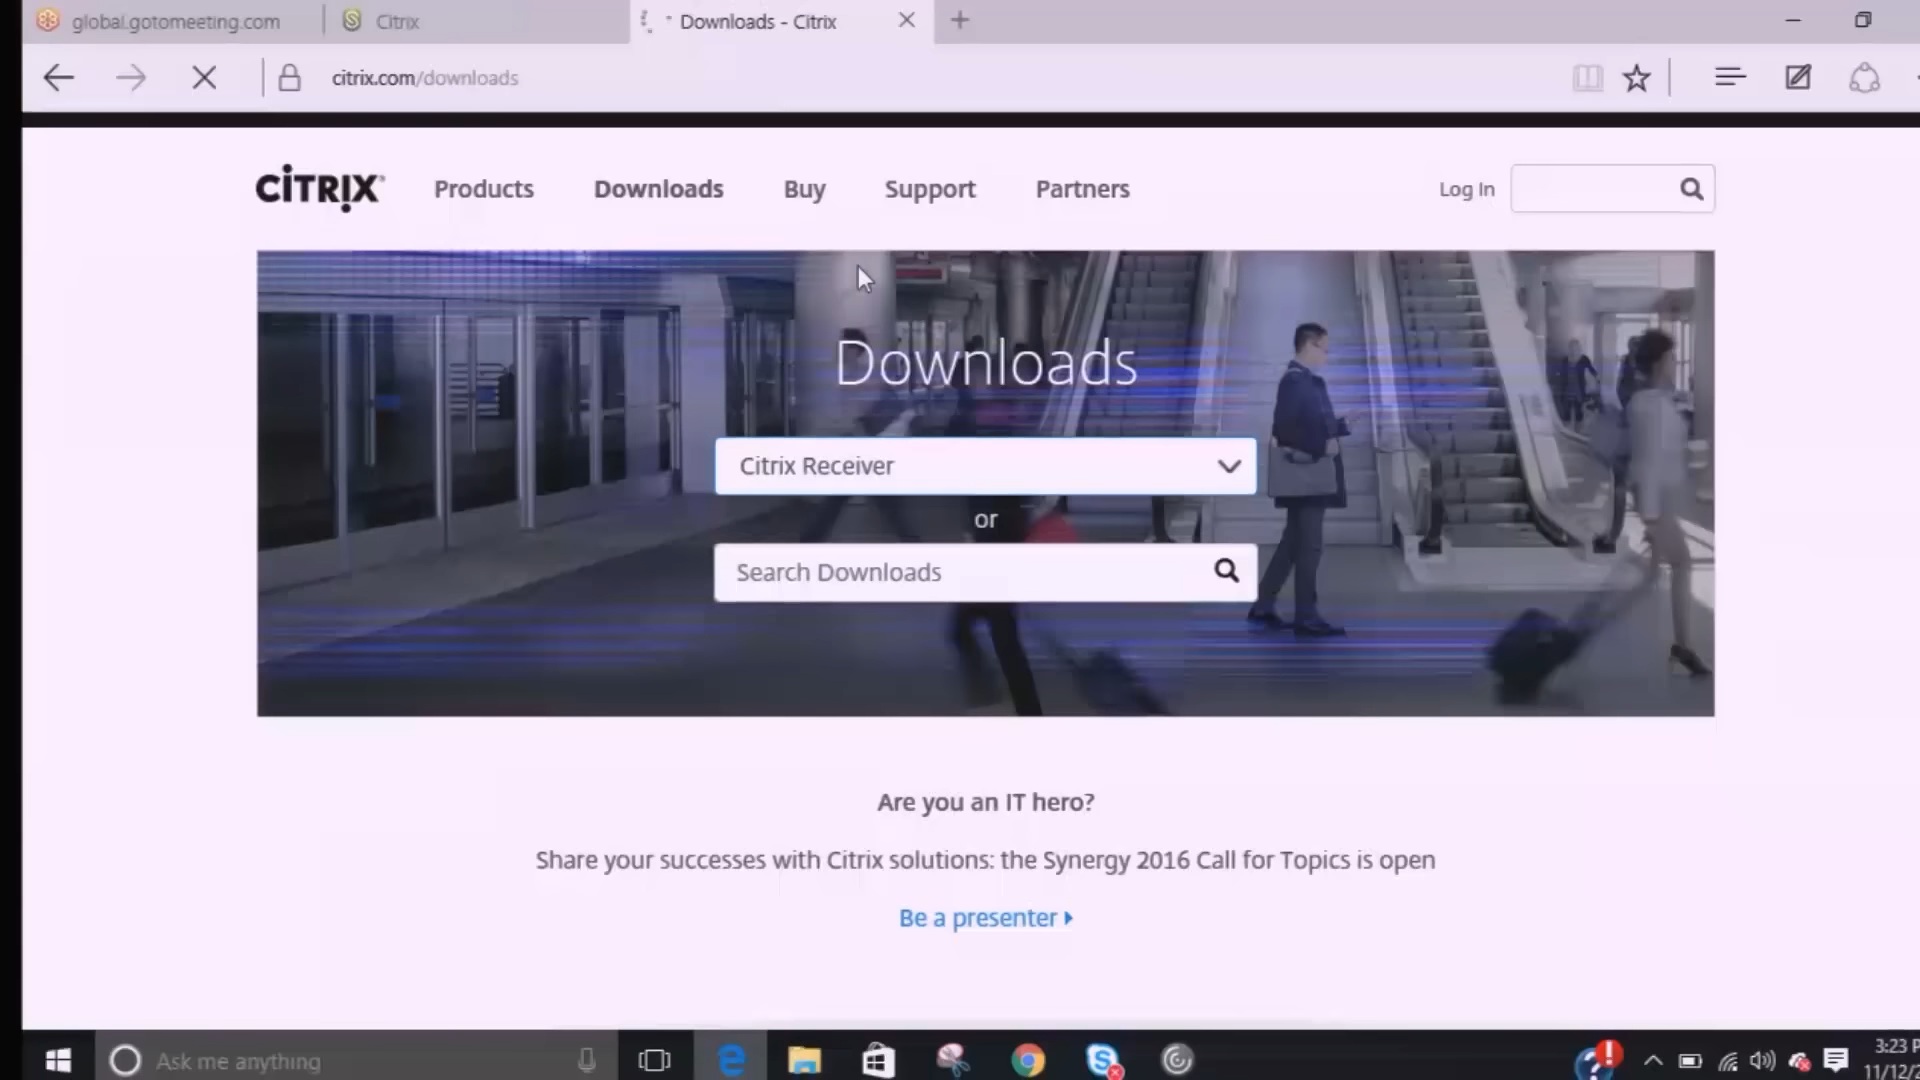 global.gotomeeting.com
Citrix
Downloads - Citrix
citrix.com/downloads
CiTRIX
Products
Downloads
Buy
Support
Partners
Log In
Downloads
Citrix Receiver
or
Search Downloads
Are you an IT hero?
Share your successes with Citrix solutions: the Synergy 2016 Call for Topics is open
Be a presenter
Ask me anything
3:23 P
11/12/2